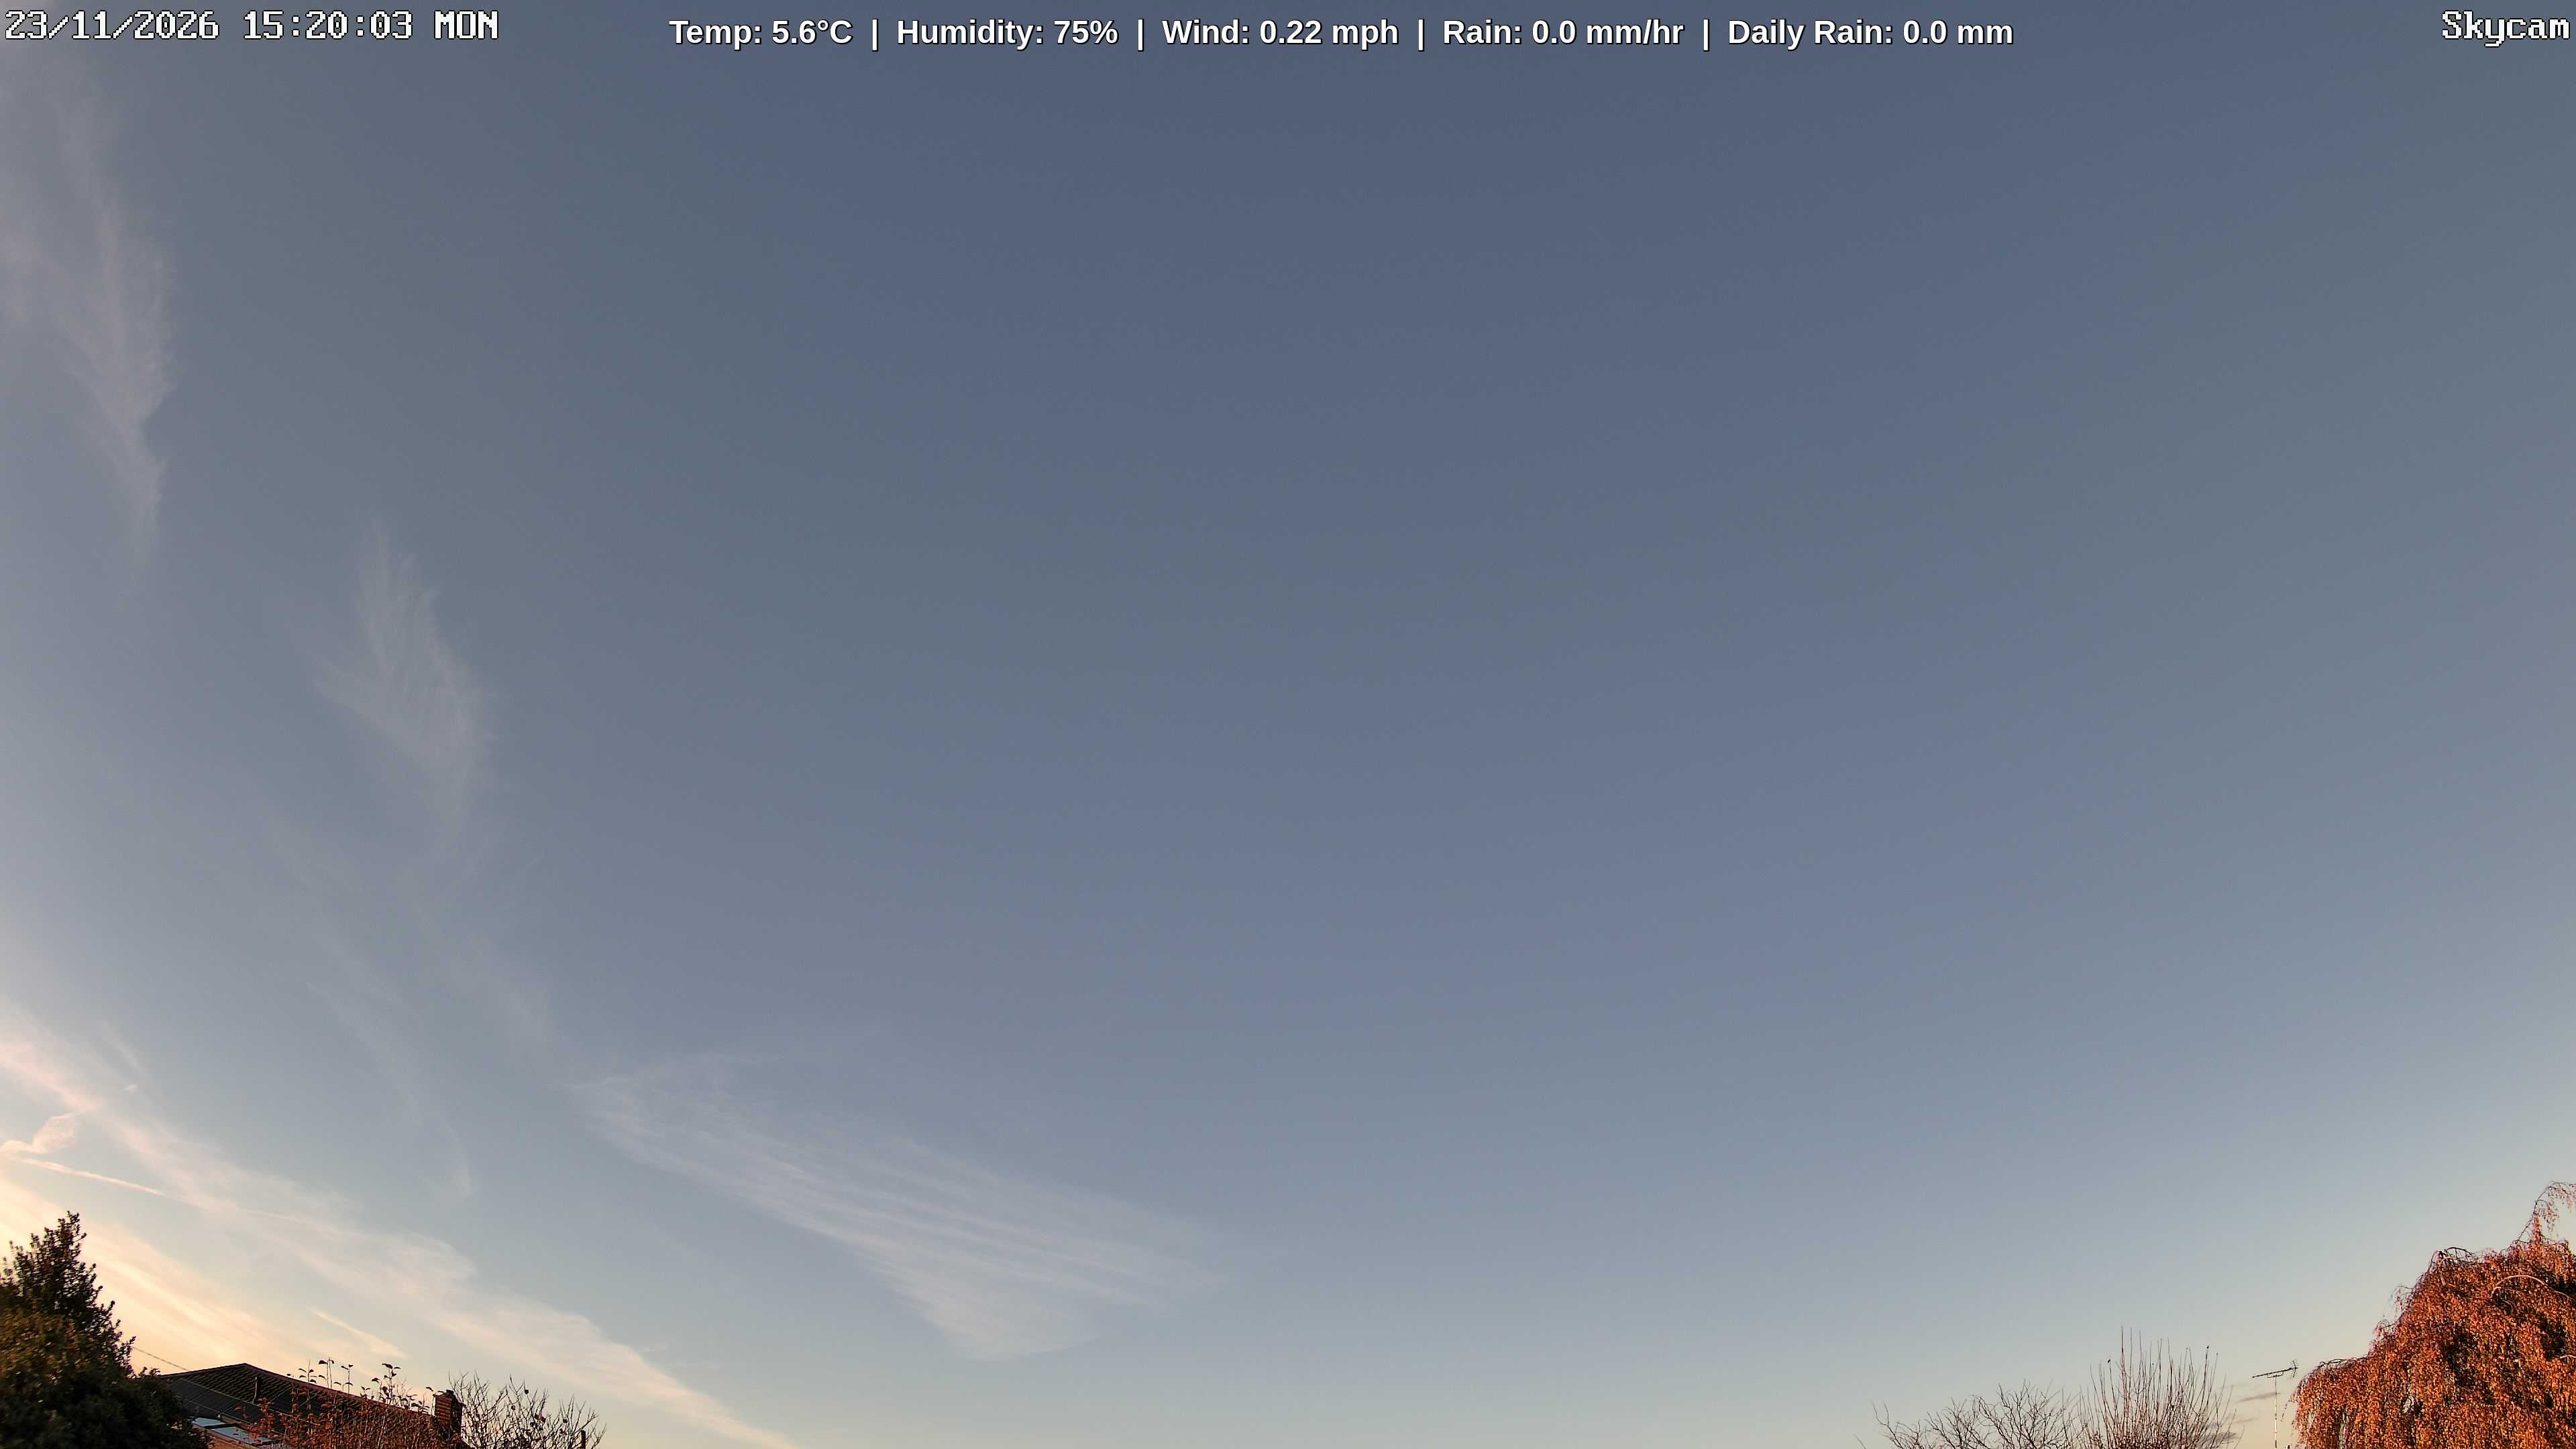 23/11/2026 15:20:03 MON
Temp: 5.6°C | Humidity: 75% | Wind: 0.22 mph | Rain: 0.0 mm/hr | Daily Rain: 0.0 mm
Skycam